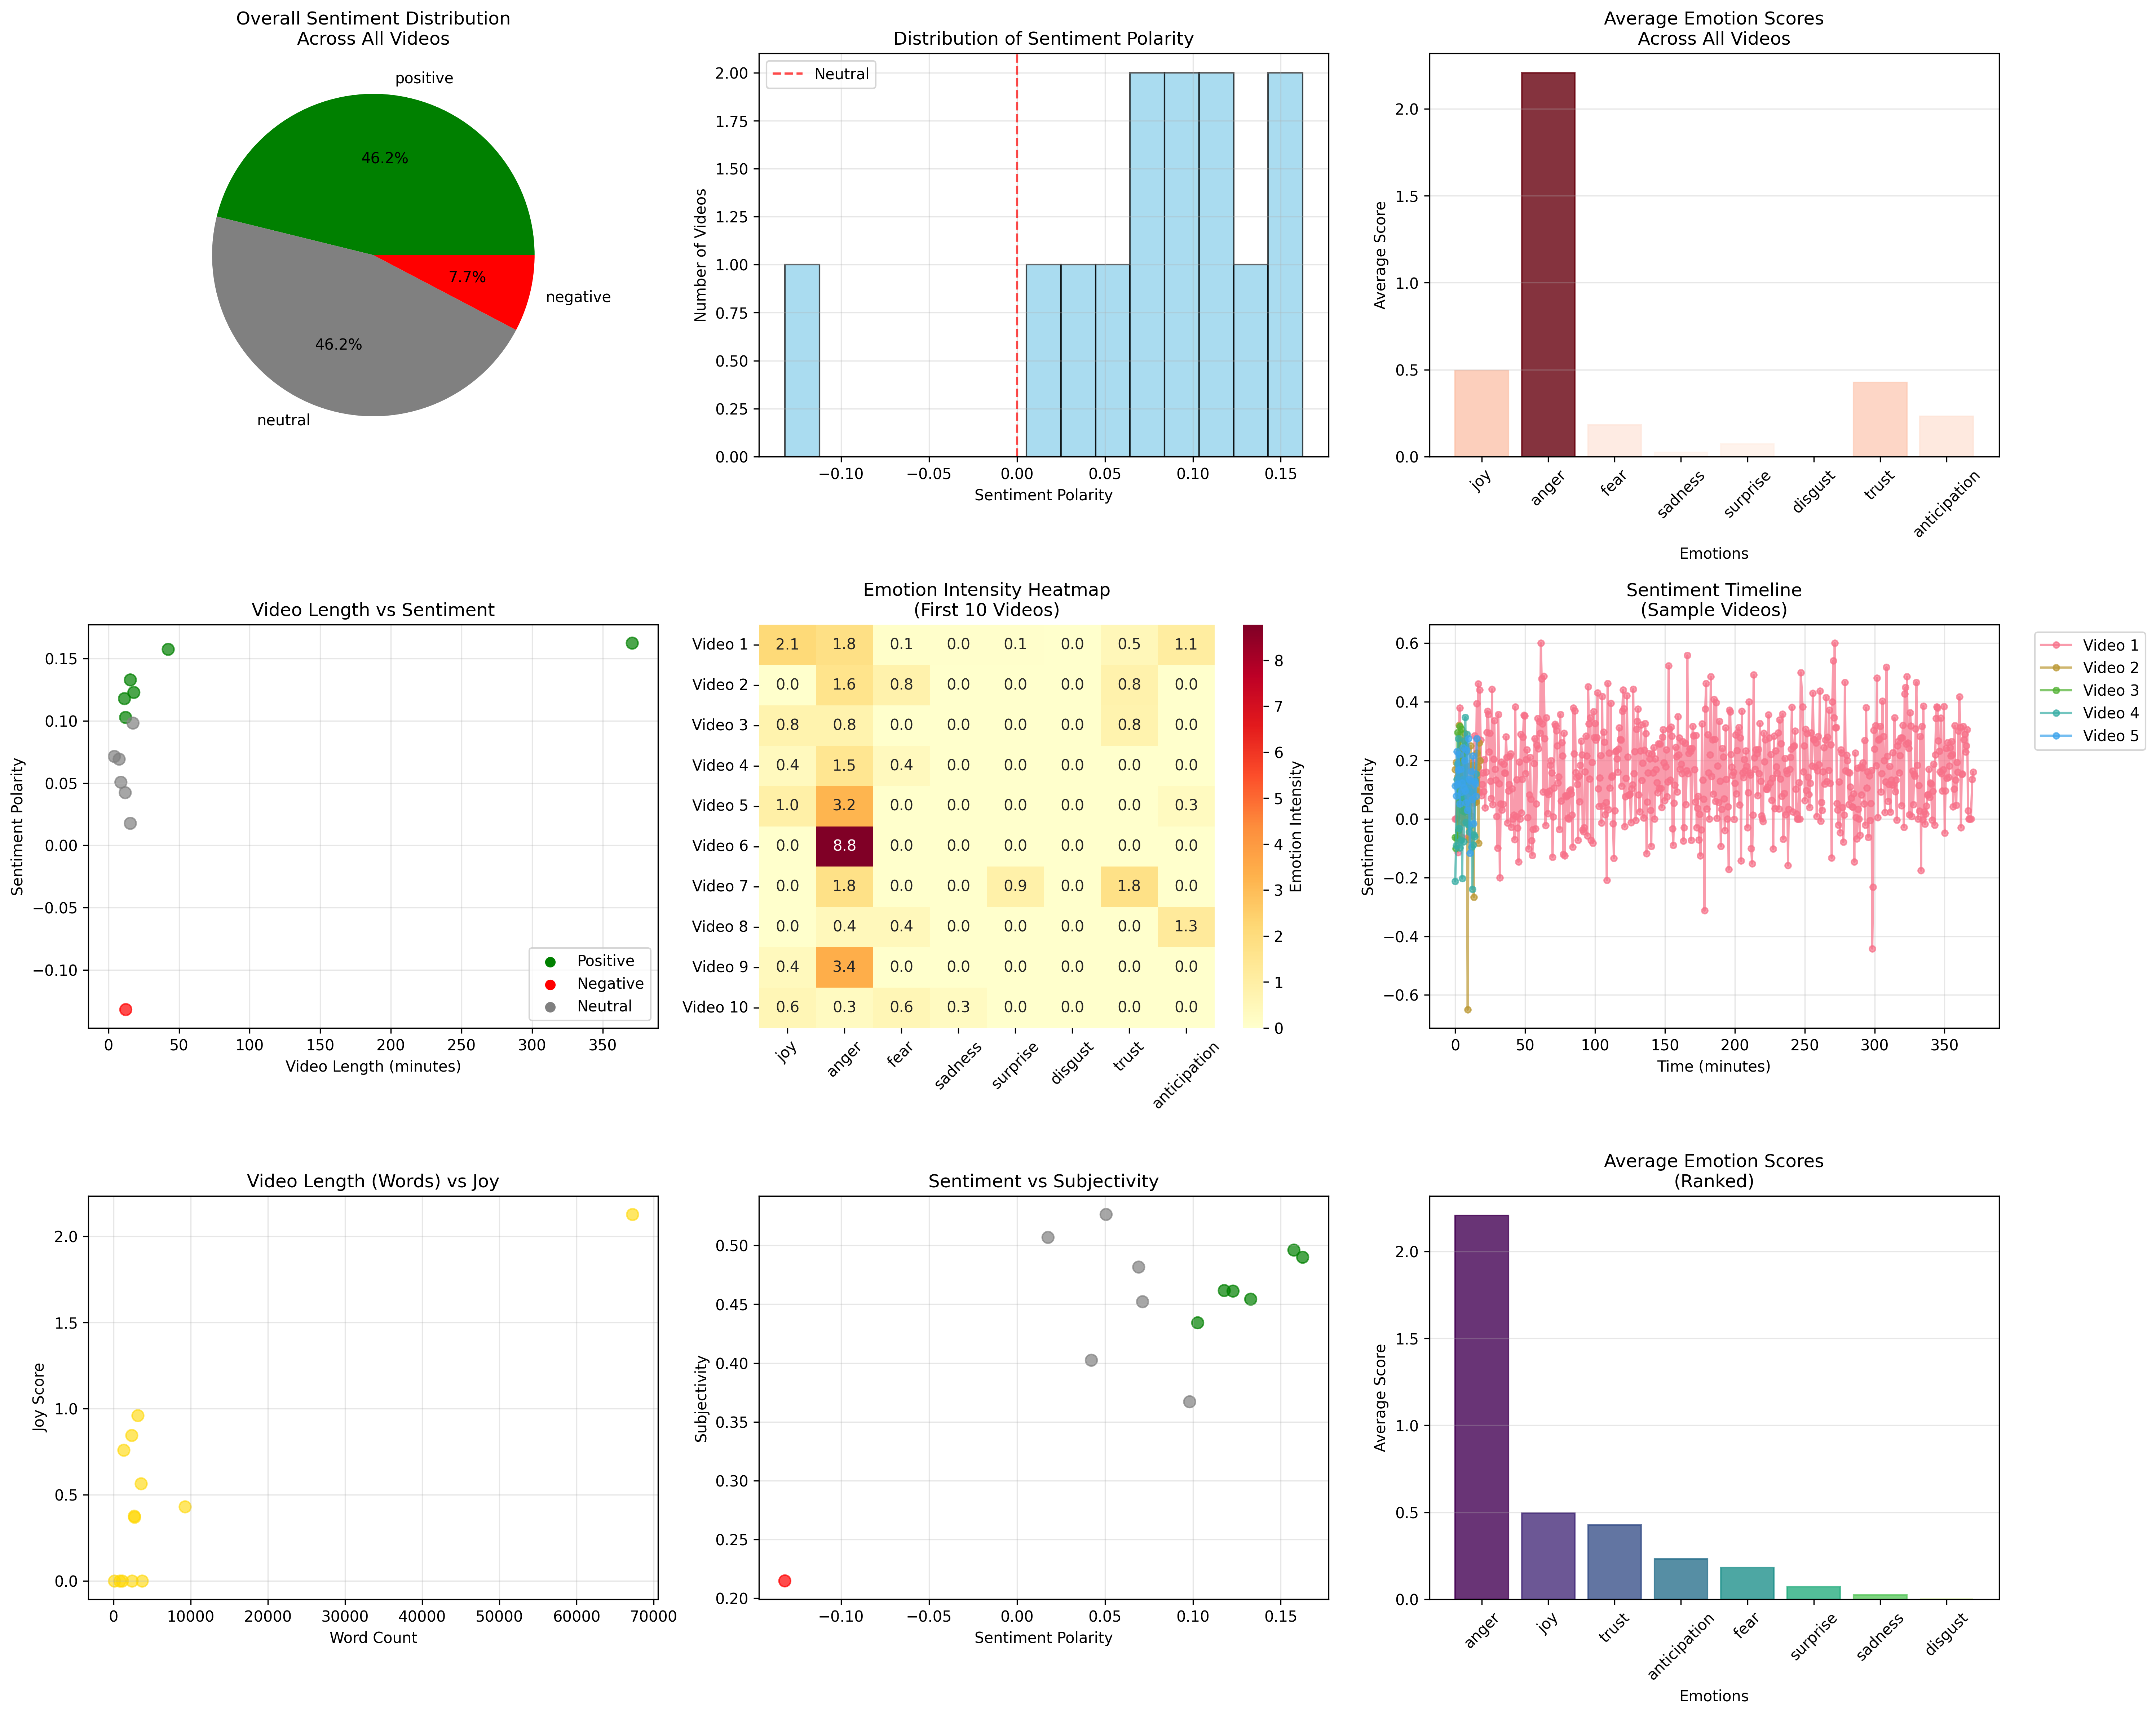 Overall Sentiment Distribution
Across All Videos
positive
46.2%
7.7%
negative
46.2%
neutral
Distribution of Sentiment Polarity
Neutral
2.00
1.75
1.50
1.25
1.00
0.75
0.50
0.25
0.00
Number of Videos
−0.10 −0.05 0.00 0.05 0.10 0.15
Sentiment Polarity
Average Emotion Scores
Across All Videos
2.0
1.5
1.0
0.5
0.0
Average Score
joy anger fear sadness surprise disgust trust anticipation
Emotions
Video Length vs Sentiment
0.15
0.10
0.05
0.00
−0.05
−0.10
Sentiment Polarity
Positive
Negative
Neutral
0 50 100 150 200 250 300 350
Video Length (minutes)
Emotion Intensity Heatmap
(First 10 Videos)
Video 1 2.1 1.8 0.1 0.0 0.1 0.0 0.5 1.1
Video 2 0.0 1.6 0.8 0.0 0.0 0.0 0.8 0.0
Video 3 0.8 0.8 0.0 0.0 0.0 0.0 0.8 0.0
Video 4 0.4 1.5 0.4 0.0 0.0 0.0 0.0 0.0
Video 5 1.0 3.2 0.0 0.0 0.0 0.0 0.0 0.3
Video 6 0.0 8.8 0.0 0.0 0.0 0.0 0.0 0.0
Video 7 0.0 1.8 0.0 0.0 0.9 0.0 1.8 0.0
Video 8 0.0 0.4 0.4 0.0 0.0 0.0 0.0 1.3
Video 9 0.4 3.4 0.0 0.0 0.0 0.0 0.0 0.0
Video 10 0.6 0.3 0.6 0.3 0.0 0.0 0.0 0.0
joy anger fear sadness surprise disgust trust anticipation
8
7
6
5
4
3
2
1
0
Emotion Intensity
Sentiment Timeline
(Sample Videos)
0.6
0.4
0.2
0.0
−0.2
−0.4
−0.6
Sentiment Polarity
0 50 100 150 200 250 300 350
Time (minutes)
Video 1
Video 2
Video 3
Video 4
Video 5
Video Length (Words) vs Joy
2.0
1.5
1.0
0.5
0.0
Joy Score
0 10000 20000 30000 40000 50000 60000 70000
Word Count
Sentiment vs Subjectivity
0.50
0.45
0.40
0.35
0.30
0.25
0.20
Subjectivity
−0.10 −0.05 0.00 0.05 0.10 0.15
Sentiment Polarity
Average Emotion Scores
(Ranked)
2.0
1.5
1.0
0.5
0.0
Average Score
anger joy trust anticipation fear surprise sadness disgust
Emotions